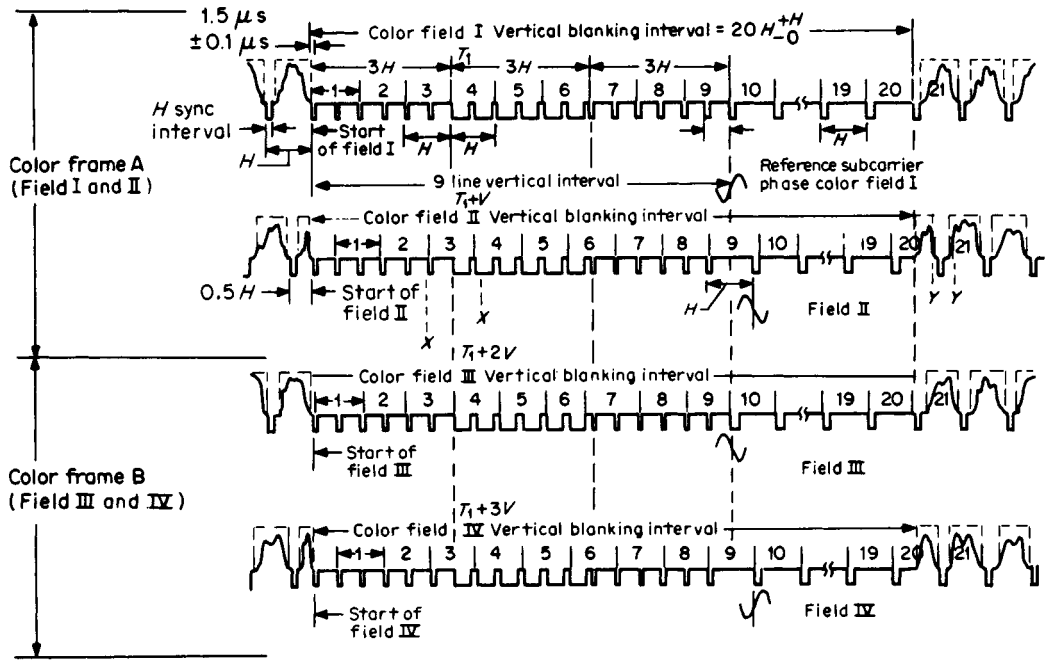 1.5 μs
±0.1 μs
Color field I Vertical blanking interval = 20 H +H -0
T₁
3H 3H 3H
1 2 3 4 5 6 7 8 9 10 19 20 21
H sync interval
Start of field I
H H H H
9 line vertical interval
Reference subcarrier phase color field I
Color frame A
(Field I and II)
T₁+V
Color field II Vertical blanking interval
1 2 3 4 5 6 7 8 9 10 19 20 21
0.5H
Start of field II
X X
H
Field II
Y Y
T₁+2V
Color field III Vertical blanking interval
1 2 3 4 5 6 7 8 9 10 19 20 21
Start of field III
Field III
Color frame B
(Field III and IV)
T₁+3V
Color field IV Vertical blanking interval
1 2 3 4 5 6 7 8 9 10 19 20 21
Start of field IV
Field IV